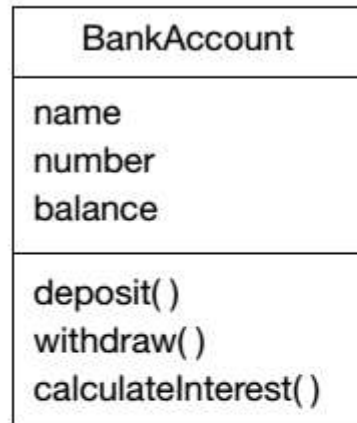 BankAccount
name
number
balance
deposit( )
withdraw( )
calculateInterest( )